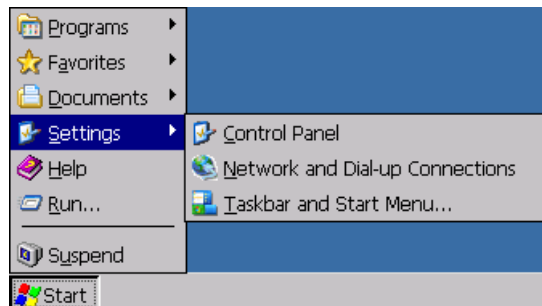 Programs
Favorites
Documents
Settings
Control Panel
Help
Network and Dial-up Connections
Run...
Taskbar and Start Menu...
Suspend
Start